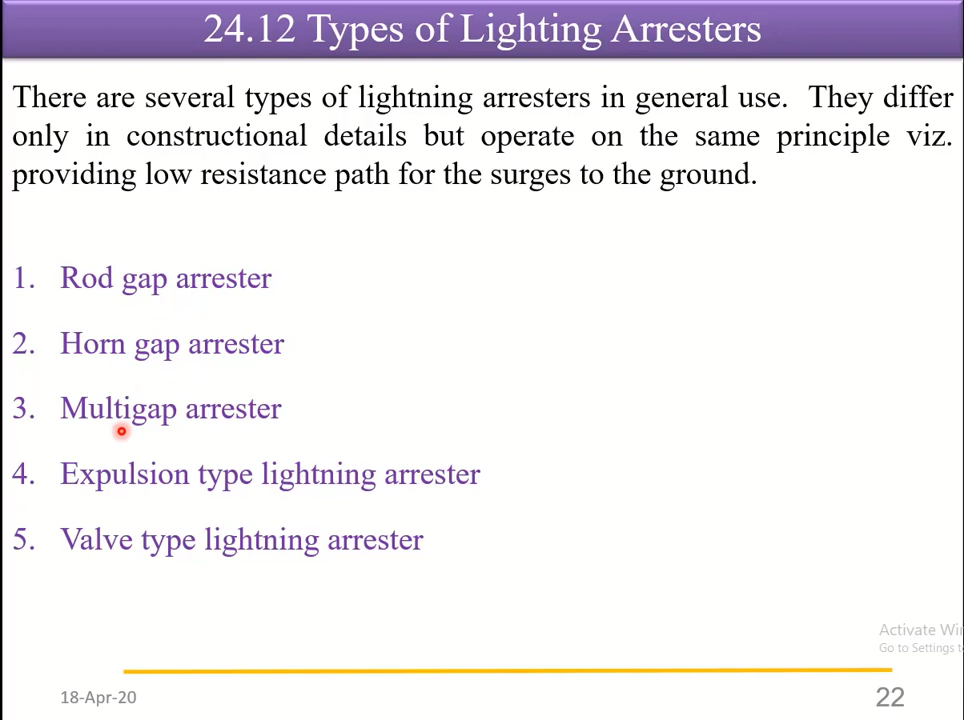 24.12 Types of Lighting Arresters
There are several types of lightning arresters in general use. They differ
only in constructional details but operate on the same principle viz.
providing low resistance path for the surges to the ground.
1. Rod gap arrester
2. Horn gap arrester
3. Multigap arrester
4. Expulsion type lightning arrester
5. Valve type lightning arrester
Activate Win
Go to Settings t
18-Apr-20
22